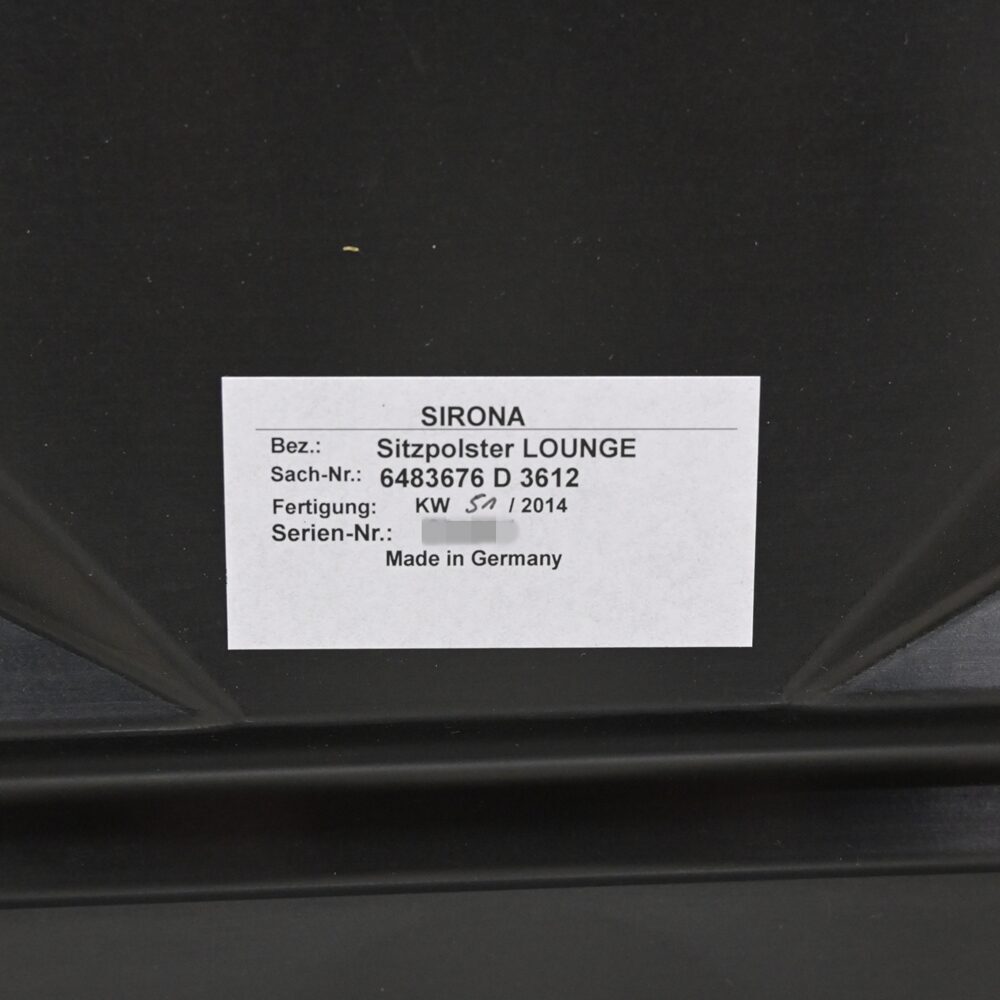 SIRONA
Bez.: Sitzpolster LOUNGE
Sach-Nr.: 6483676 D 3612
Fertigung: KW 51 / 2014
Serien-Nr.:
Made in Germany